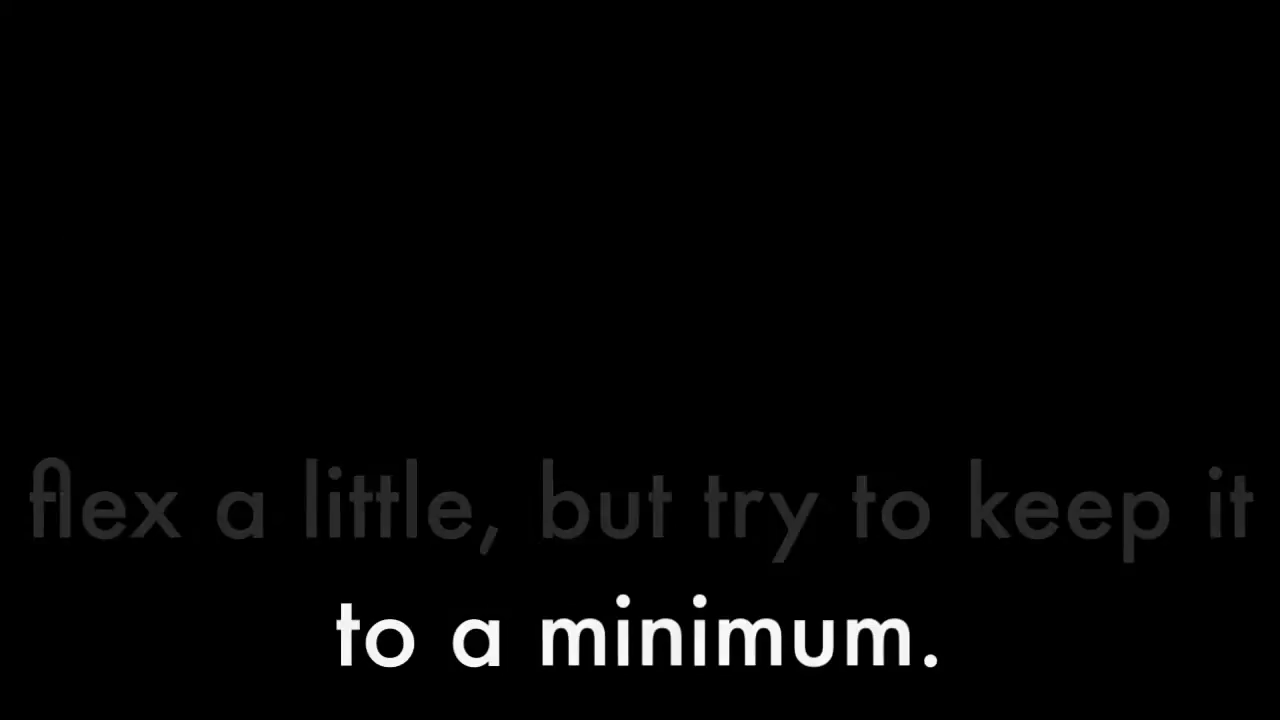 flex a little, but try to keep it
to a minimum.